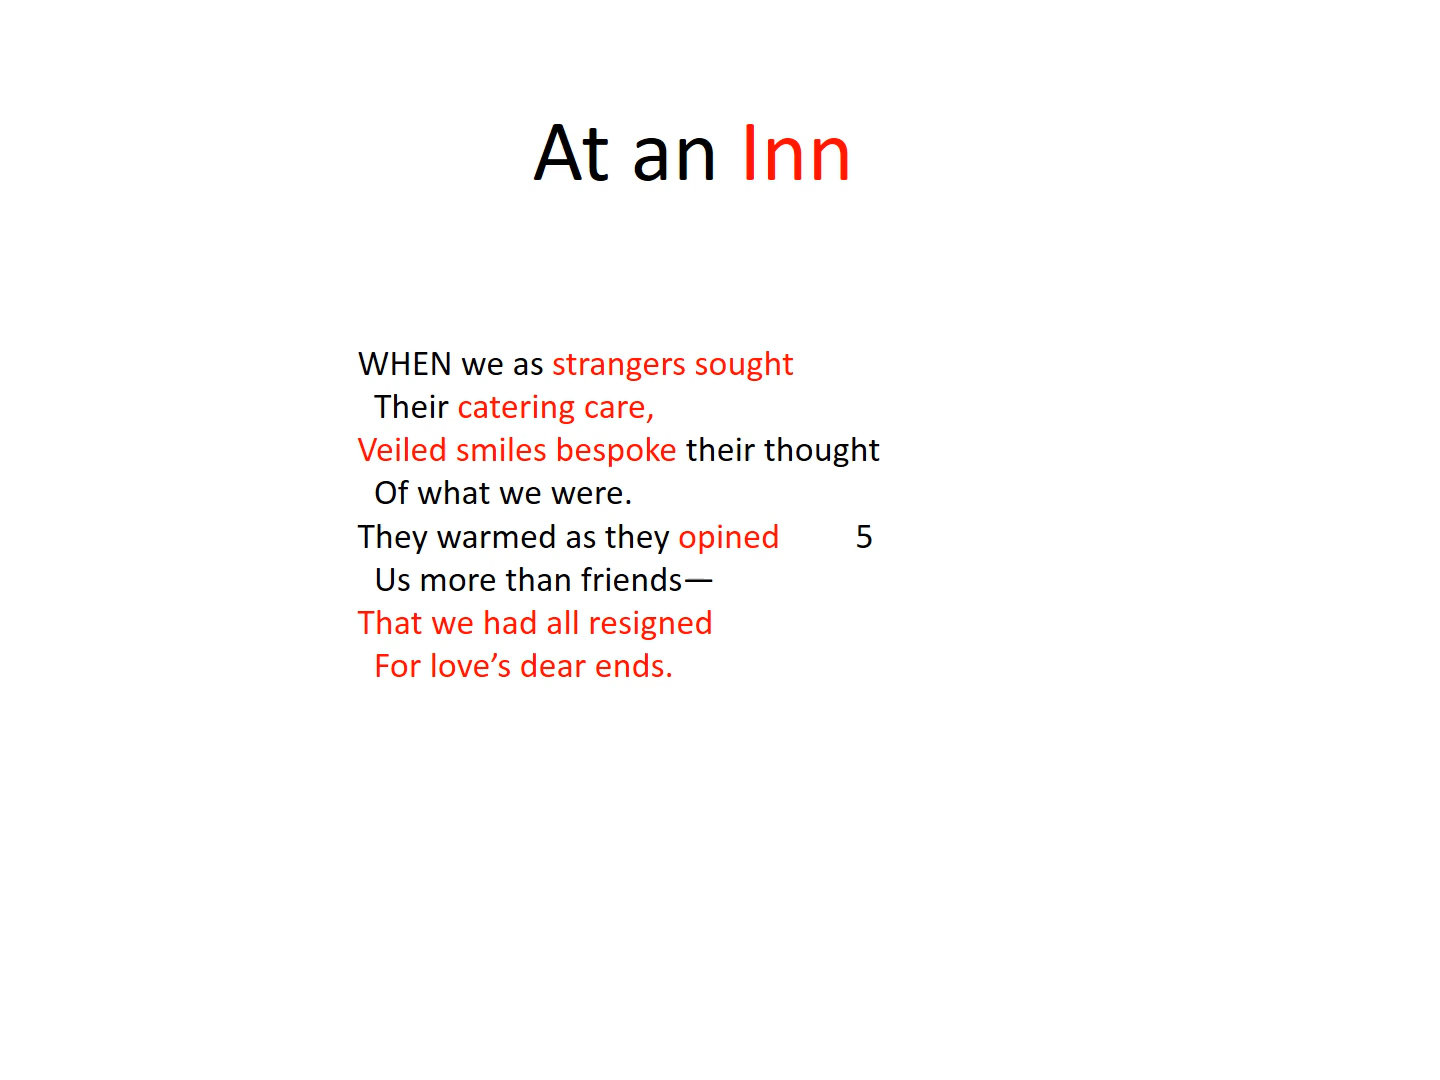 At an Inn
WHEN we as strangers sought
Their catering care,
Veiled smiles bespoke their thought
Of what we were.
They warmed as they opined 5
Us more than friends—
That we had all resigned
For love’s dear ends.